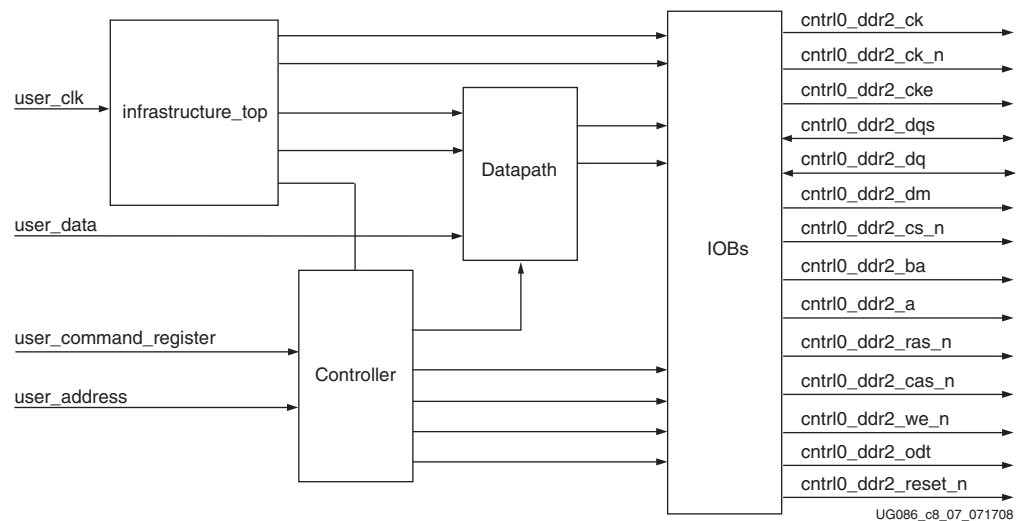 cntrl0_ddr2_ck
cntrl0_ddr2_ck_n
user_clk
infrastructure_top
cntrl0_ddr2_cke
cntrl0_ddr2_dqs
Datapath
cntrl0_ddr2_dq
cntrl0_ddr2_dm
user_data
cntrl0_ddr2_cs_n
IOBs
cntrl0_ddr2_ba
cntrl0_ddr2_a
user_command_register
cntrl0_ddr2_ras_n
Controller
cntrl0_ddr2_cas_n
user_address
cntrl0_ddr2_we_n
cntrl0_ddr2_odt
cntrl0_ddr2_reset_n
UG086_c8_07_071708